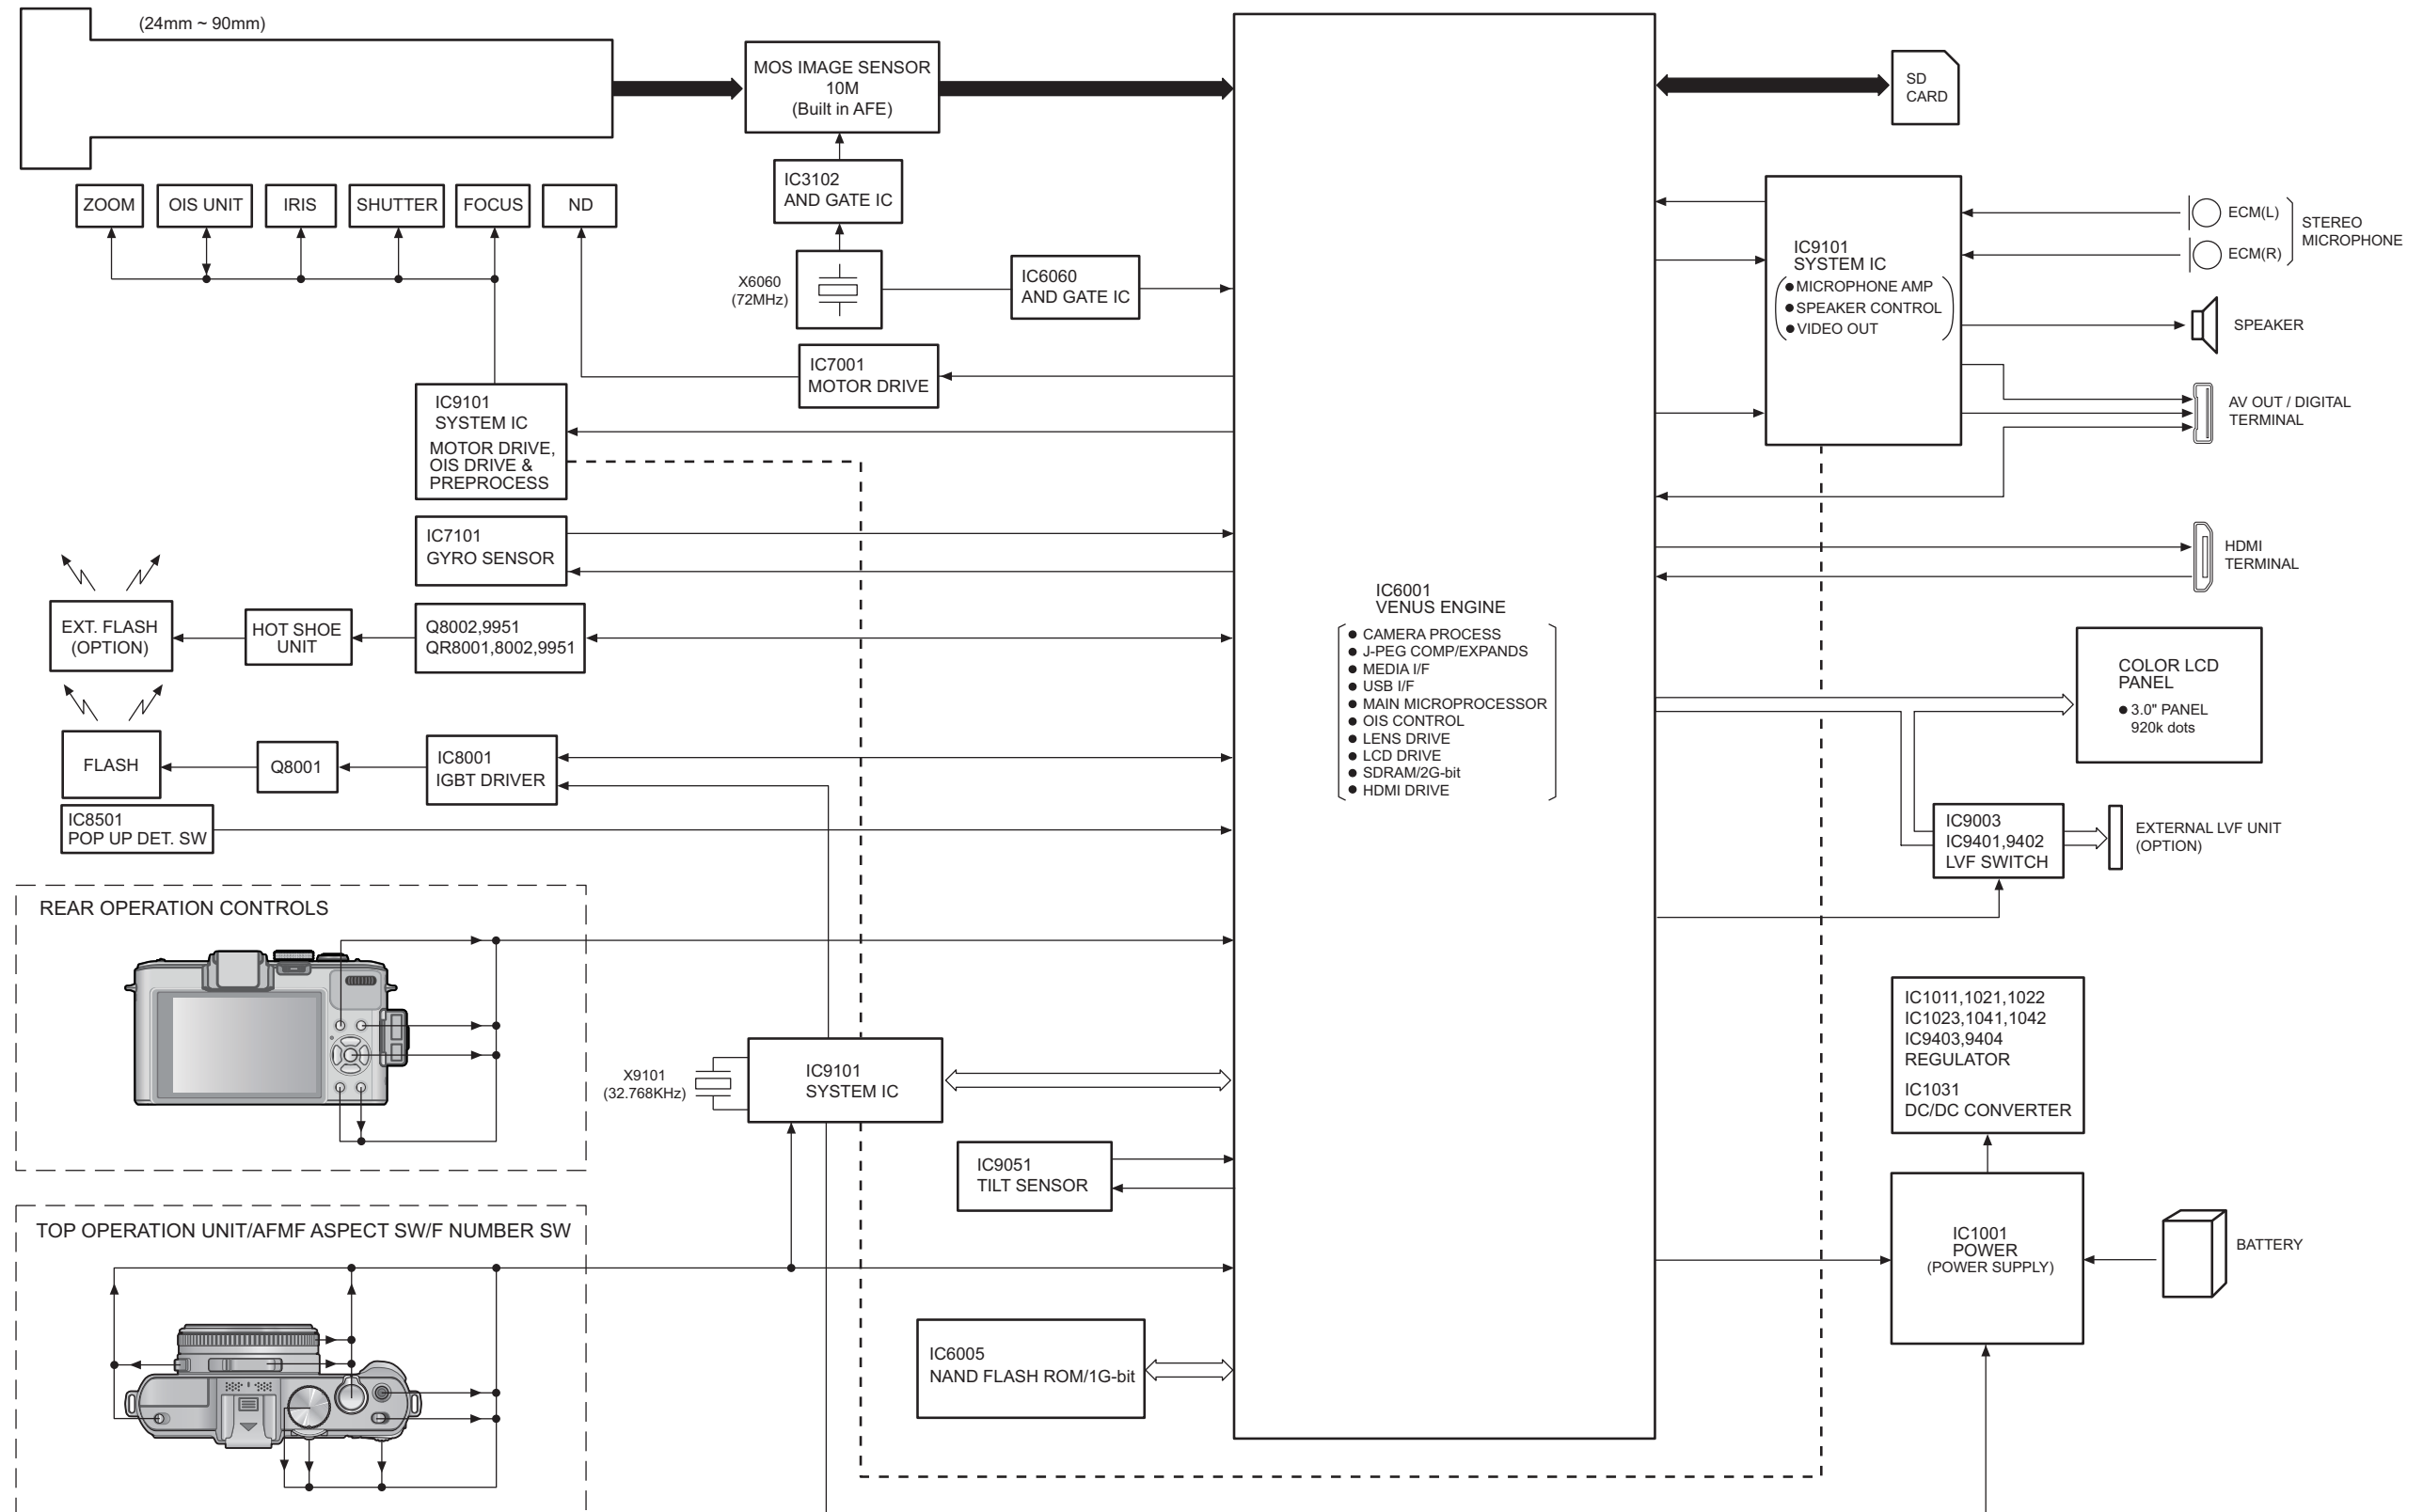 (24mm ~ 90mm)
MOS IMAGE SENSOR
10M
(Built in AFE)
SD
CARD
IC3102
AND GATE IC
ZOOM
OIS UNIT
IRIS
SHUTTER
FOCUS
ND
X6060
(72MHz)
IC6060
AND GATE IC
IC9101
SYSTEM IC
● MICROPHONE AMP
● SPEAKER CONTROL
● VIDEO OUT
ECM(L)
ECM(R)
STEREO
MICROPHONE
SPEAKER
IC7001
MOTOR DRIVE
IC9101
SYSTEM IC
MOTOR DRIVE,
OIS DRIVE &
PREPROCESS
AV OUT / DIGITAL
TERMINAL
IC7101
GYRO SENSOR
HDMI
TERMINAL
IC6001
VENUS ENGINE
● CAMERA PROCESS
● J-PEG COMP/EXPANDS
● MEDIA I/F
● USB I/F
● MAIN MICROPROCESSOR
● OIS CONTROL
● LENS DRIVE
● LCD DRIVE
● SDRAM/2G-bit
● HDMI DRIVE
EXT. FLASH
(OPTION)
HOT SHOE
UNIT
Q8002,9951
QR8001,8002,9951
COLOR LCD
PANEL
● 3.0" PANEL
920k dots
FLASH
Q8001
IC8001
IGBT DRIVER
IC8501
POP UP DET. SW
IC9003
IC9401,9402
LVF SWITCH
EXTERNAL LVF UNIT
(OPTION)
REAR OPERATION CONTROLS
IC1011,1021,1022
IC1023,1041,1042
IC9403,9404
REGULATOR
IC1031
DC/DC CONVERTER
X9101
(32.768KHz)
IC9101
SYSTEM IC
IC9051
TILT SENSOR
TOP OPERATION UNIT/AFMF ASPECT SW/F NUMBER SW
IC1001
POWER
(POWER SUPPLY)
BATTERY
IC6005
NAND FLASH ROM/1G-bit